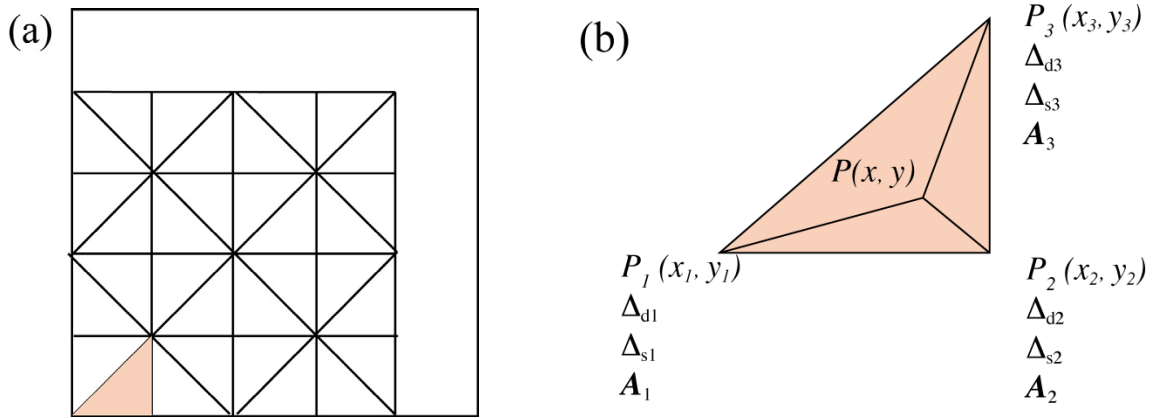 (a)
(b)
P₃ (x₃, y₃)
Δd3
Δs3
A₃
P(x, y)
P₁ (x₁, y₁)
Δd1
Δs1
A₁
P₂ (x₂, y₂)
Δd2
Δs2
A₂